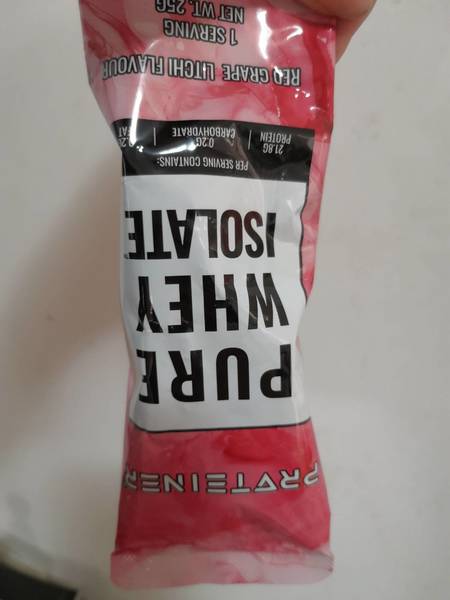 PROTEINER
PURE
WHEY
ISOLATE
PER SERVING CONTAINS:
21.8G | 0.2G |
PROTEIN | CARBOHYDRATE | FAT
RED GRAPE LITCHI FLAVOUR
1 SERVING
NET WT. 25G